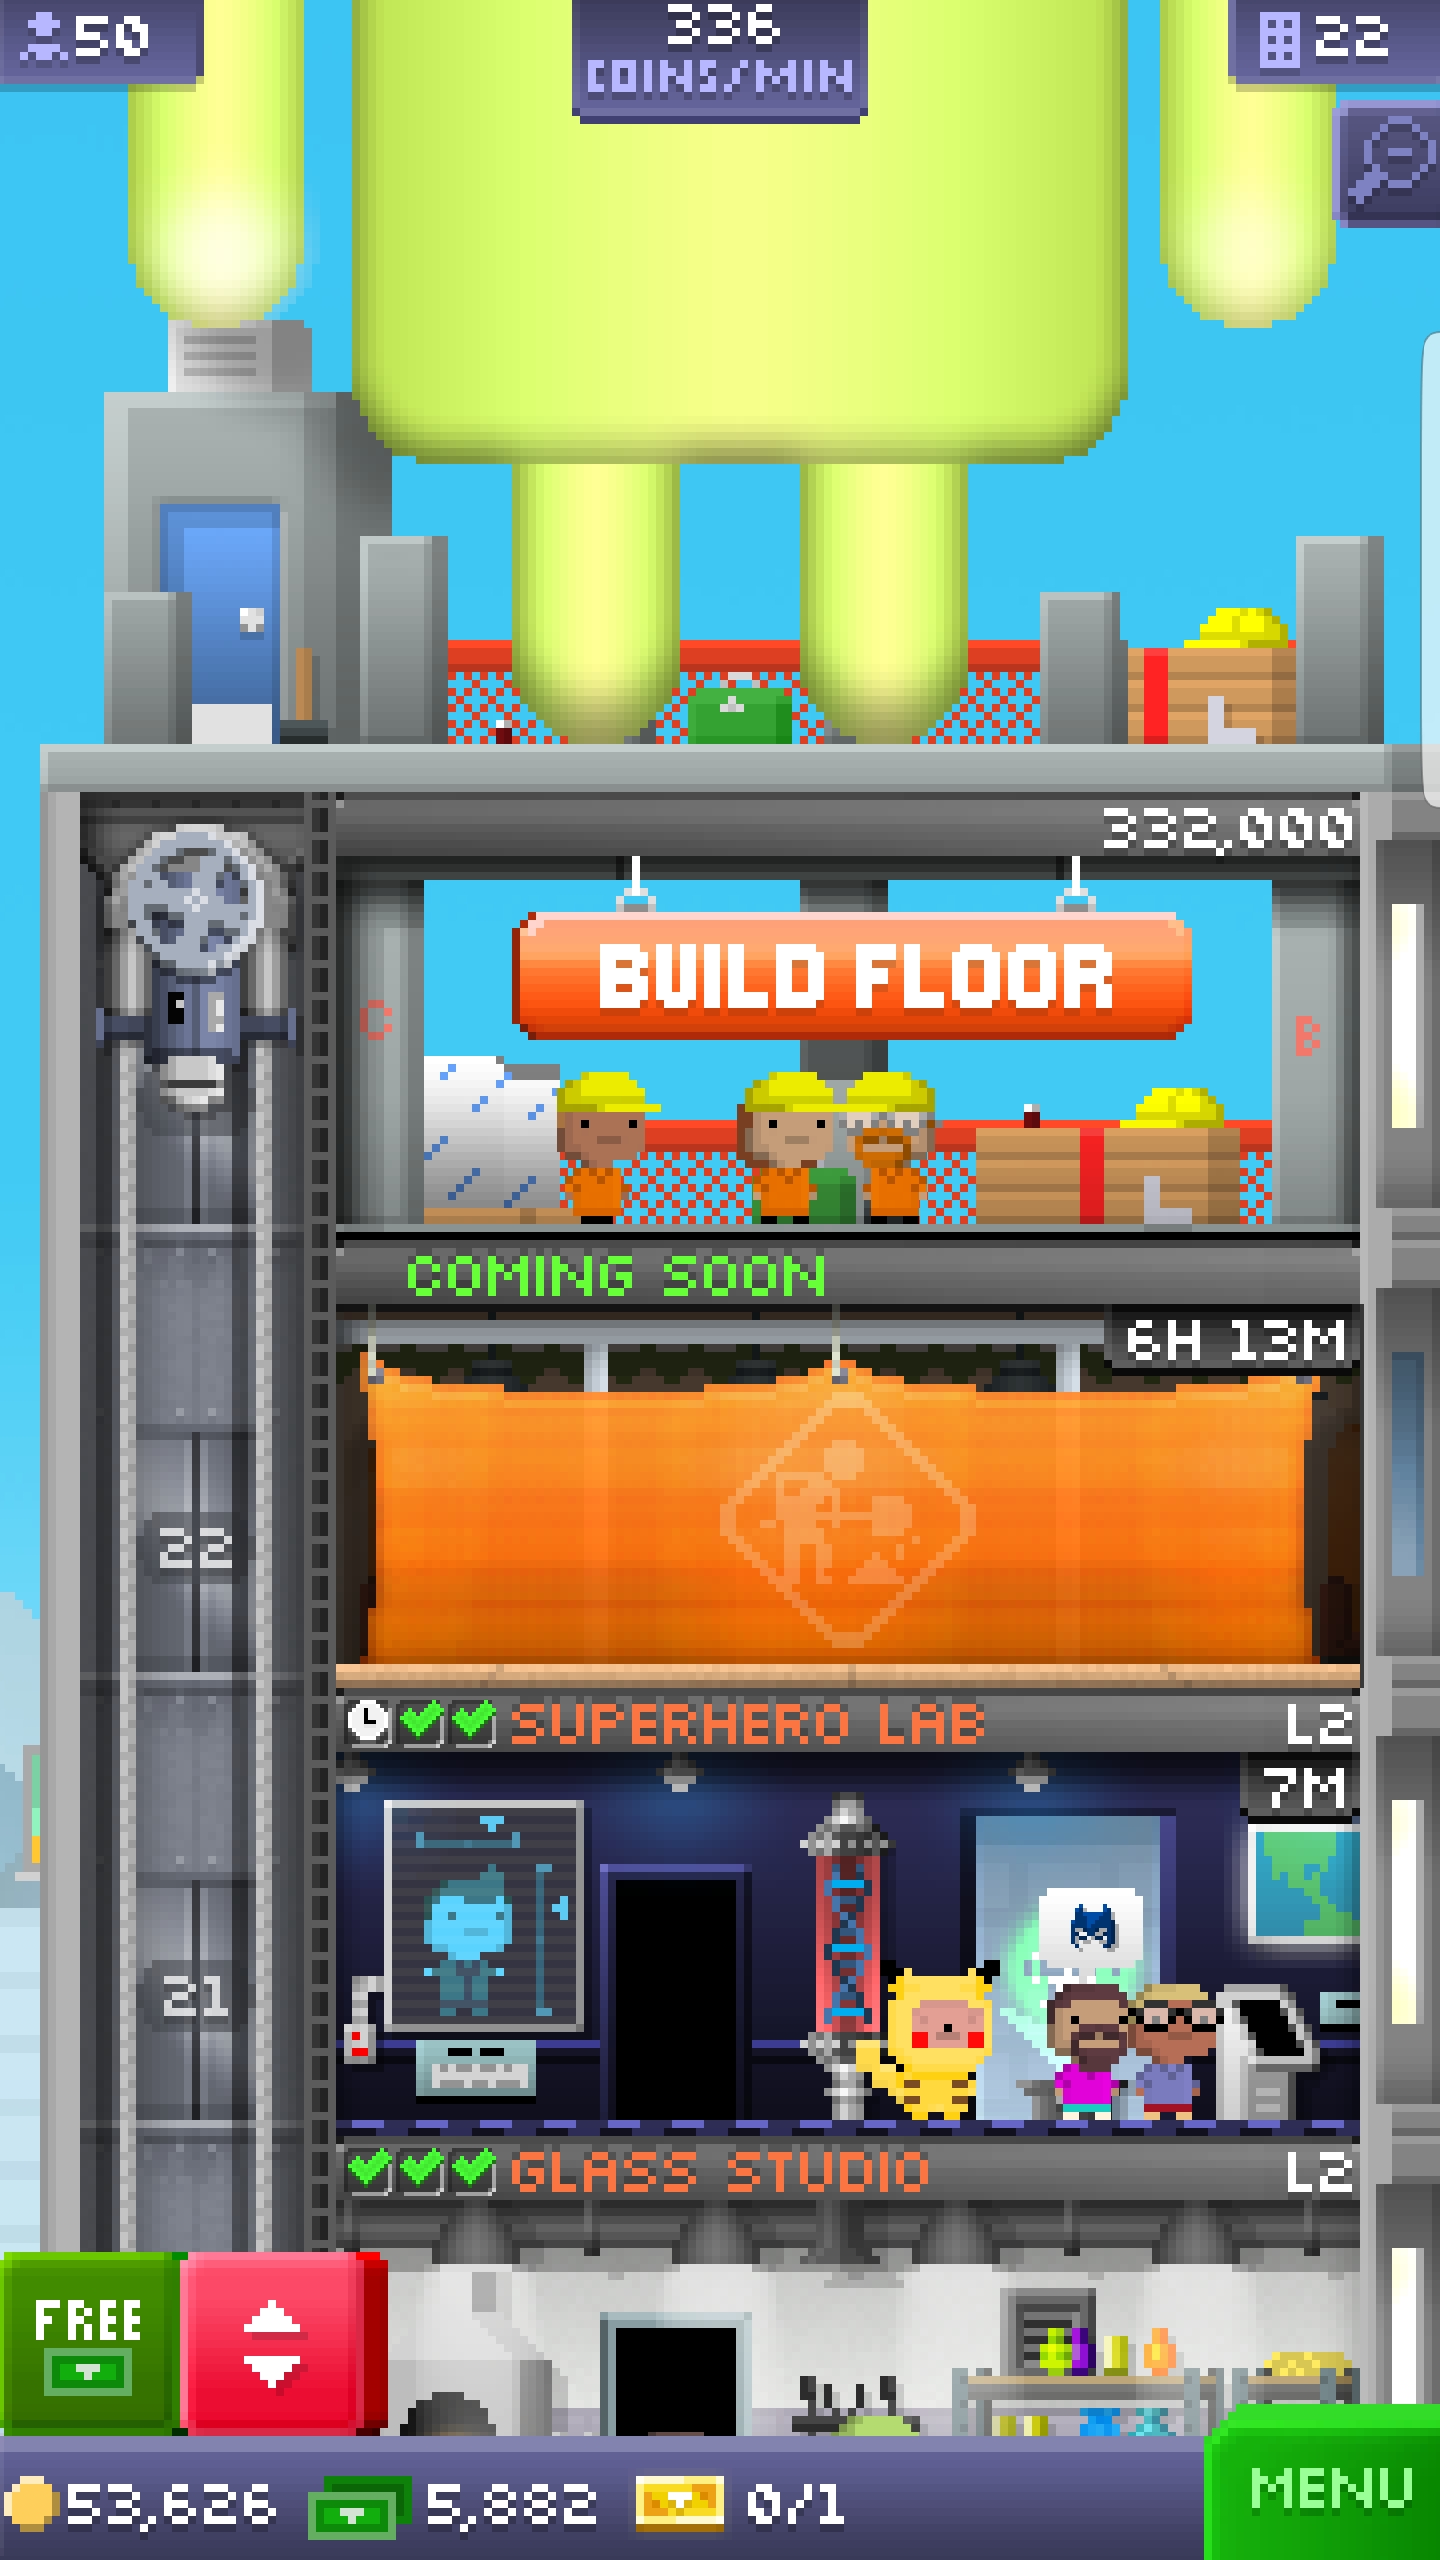 50
336
COINS/MIN
22
332,000
BUILD FLOOR
C
B
COMING SOON
6H 13M
22
SUPERHERO LAB L2
7M
21
GLASS STUDIO L2
FREE
53,626 5,882 0/1
MENU